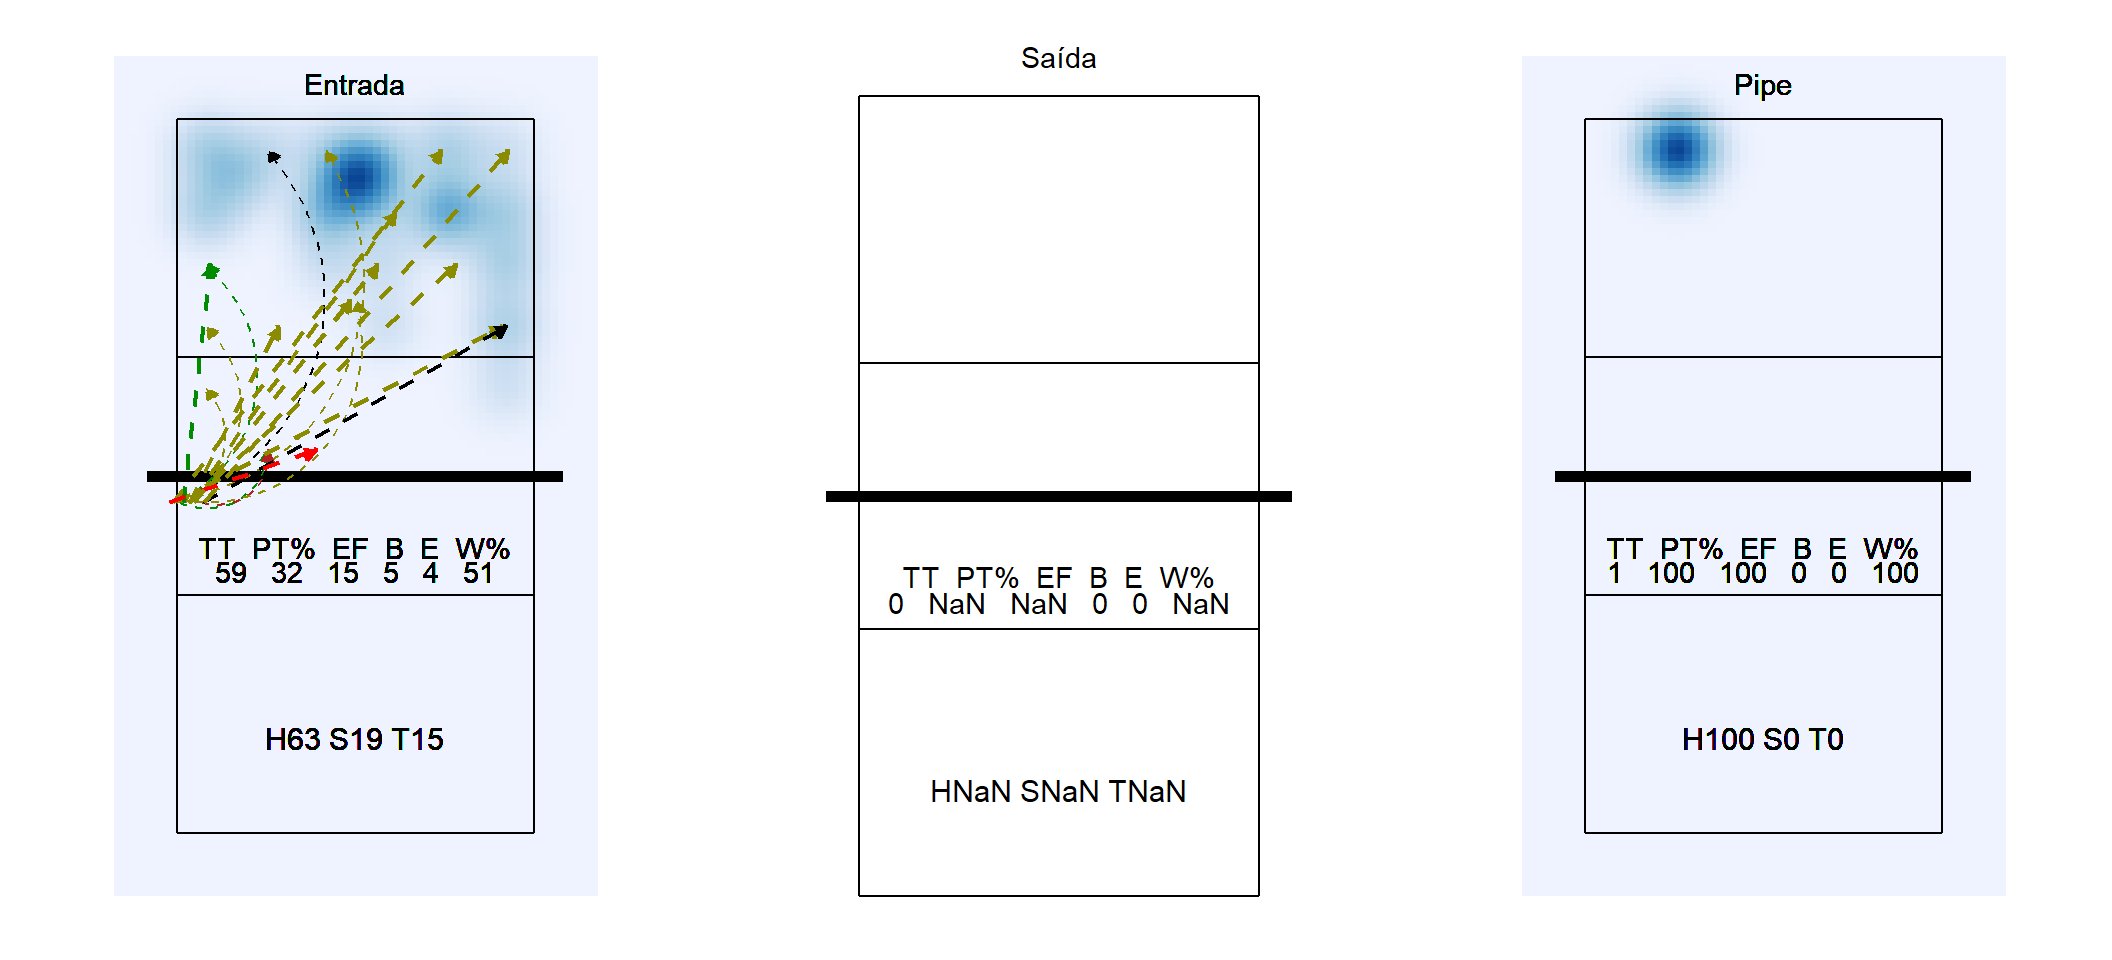 Entrada
TT PT% EF B E W%
59 32 15 5 4 51
H63 S19 T15
Saída
TT PT% EF B E W%
0 NaN NaN 0 0 NaN
HNaN SNaN TNaN
Pipe
TT PT% EF B E W%
1 100 100 0 0 100
H100 S0 T0